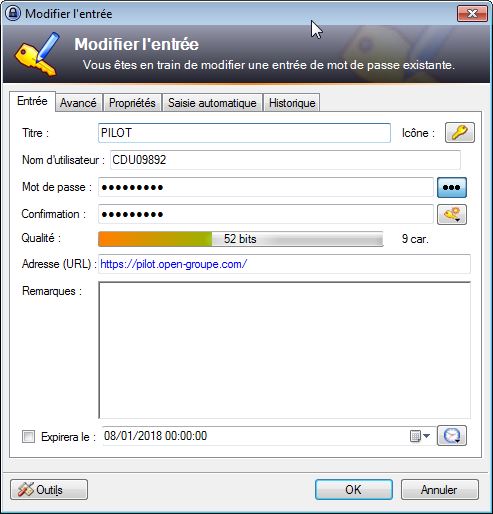 Modifier l'entrée
Modifier l'entrée
Vous êtes en train de modifier une entrée de mot de passe existante.
Entrée Avancé Propriétés Saisie automatique Historique
Titre : PILOT Icône :
Nom d'utilisateur : CDU09892
Mot de passe : ●●●●●●●●●
Confirmation : ●●●●●●●●●
Qualité : 52 bits 9 car.
Adresse (URL) : https://pilot.open-groupe.com/
Remarques :
Expirera le : 08/01/2018 00:00:00
Outils OK Annuler